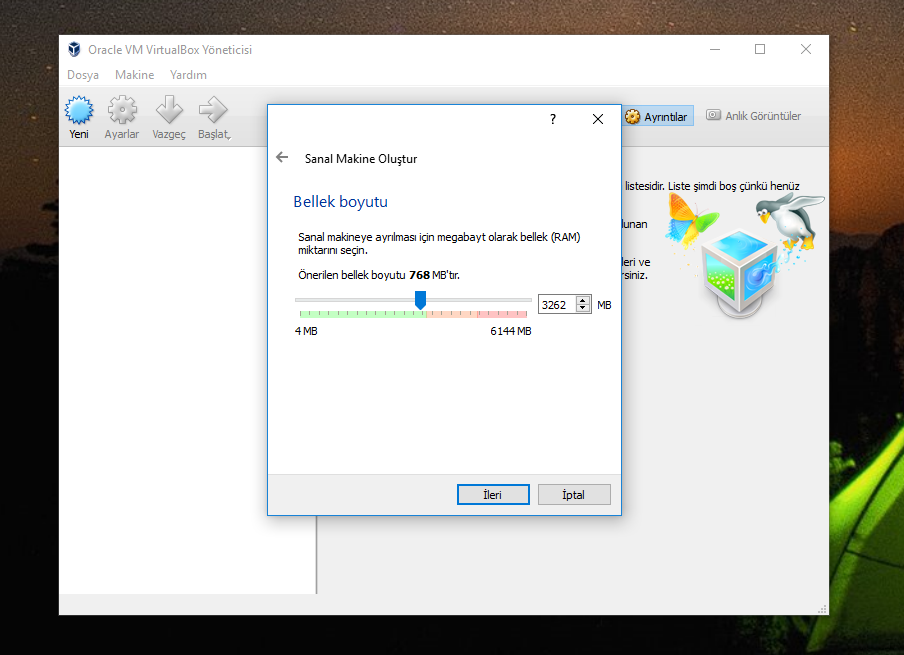 Oracle VM VirtualBox Yöneticisi
Dosya Makine Yardım
Yeni Ayarlar Vazgeç Başlat
Ayrıntılar Anlık Görüntüler
?
Sanal Makine Oluştur
listesidir. Liste şimdi boş çünkü henüz
Bellek boyutu
lunan
Sanal makineye ayrılması için megabayt olarak bellek (RAM)
miktarını seçin.
leri ve
rsiniz.
Önerilen bellek boyutu 768 MB'tır.
3262 MB
4 MB 6144 MB
İleri İptal